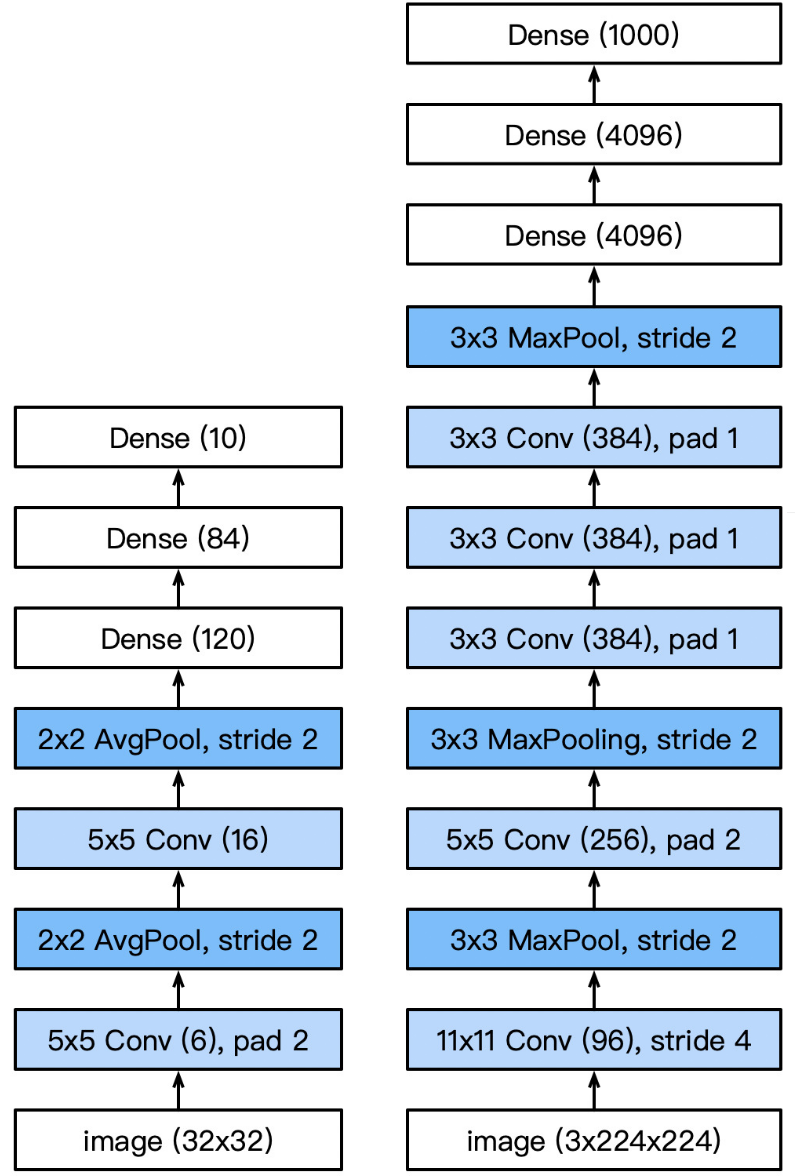 Dense (10)
Dense (84)
Dense (120)
2x2 AvgPool, stride 2
5x5 Conv (16)
2x2 AvgPool, stride 2
5x5 Conv (6), pad 2
image (32x32)
Dense (1000)
Dense (4096)
Dense (4096)
3x3 MaxPool, stride 2
3x3 Conv (384), pad 1
3x3 Conv (384), pad 1
3x3 Conv (384), pad 1
3x3 MaxPooling, stride 2
5x5 Conv (256), pad 2
3x3 MaxPool, stride 2
11x11 Conv (96), stride 4
image (3x224x224)